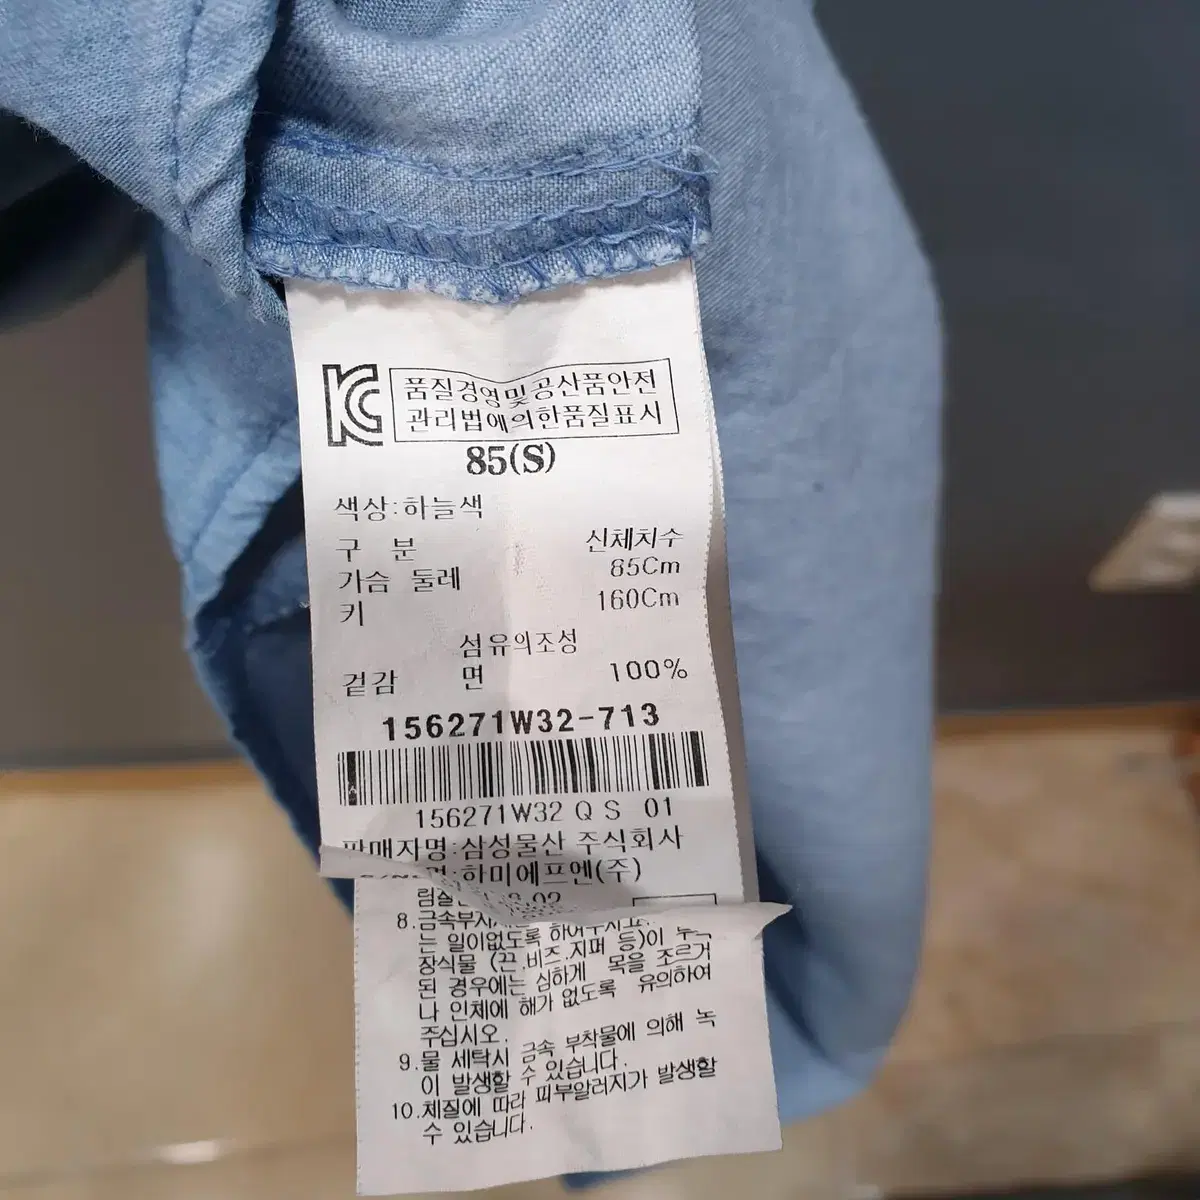 KC
품질경영및공산품안전
관리법에의한품질표시
85(S)
색상:하늘색
구 분 신체치수
가슴 둘레 85Cm
키 160Cm
섬유의조성
겉감 면 100%
156271W32-713
156271W32 Q S 01
판매자명:삼성물산 주식회사
:하미에프엔(주)
8.금속부
는 일이없도록 하여주시고.
장식물 (끈.비즈.지퍼 등)이
된 경우에는 심하게 목을 조르거
나 인체에 해가 없도록 유의하여
주십시오.
9.물 세탁시 금속 부착물에 의해 녹
이 발생할 수 있습니다.
10.체질에 따라 피부알러지가 발생할
수 있습니다.